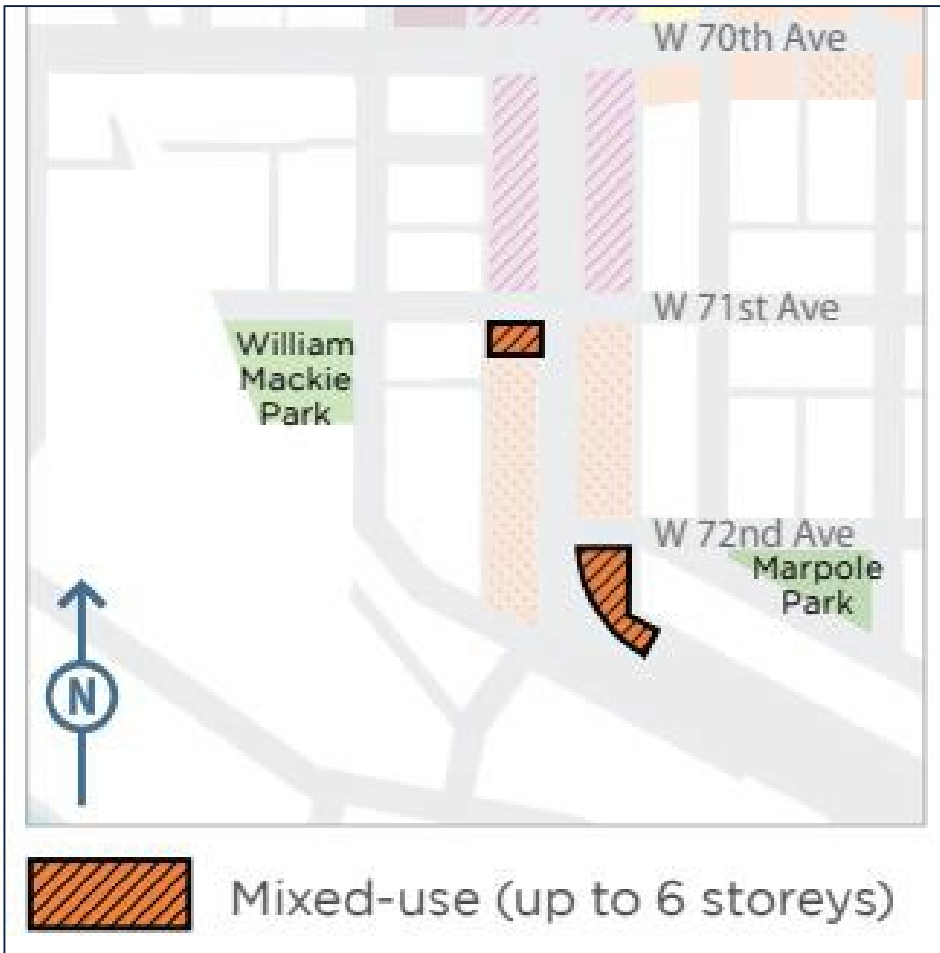 W 70th Ave
W 71st Ave
William
Mackie
Park
W 72nd Ave
Marpole
Park
N
Mixed-use (up to 6 storeys)